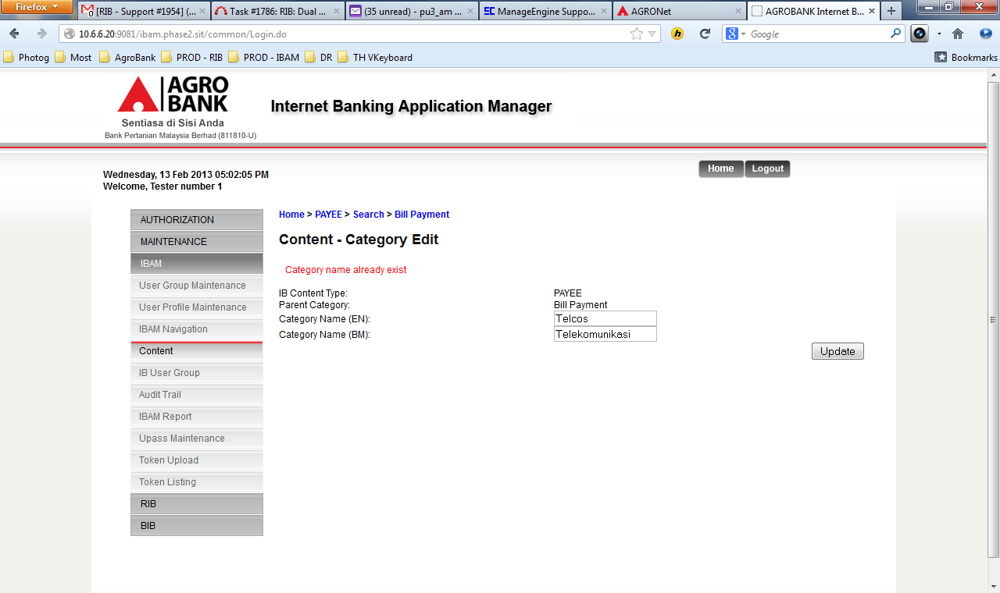 Firefox
[RIB - Support #1954] (...
Task #1786: RIB: Dual ...
(35 unread) - pu3_am ...
ManageEngine Suppo...
AGRONet
AGROBANK Internet B...
10.6.6.20:9081/ibam.phase2.sit/common/Login.do
Google
Photog
Most
AgroBank
PROD - RIB
PROD - IBAM
DR
TH VKeyboard
Bookmarks
AGRO
BANK
Sentiasa di Sisi Anda
Bank Pertanian Malaysia Berhad (811810-U)
Internet Banking Application Manager
Wednesday, 13 Feb 2013 05:02:05 PM
Welcome, Tester number 1
Home
Logout
AUTHORIZATION
MAINTENANCE
IBAM
User Group Maintenance
User Profile Maintenance
IBAM Navigation
Content
IB User Group
Audit Trail
IBAM Report
Upass Maintenance
Token Upload
Token Listing
RIB
BIB
Home > PAYEE > Search > Bill Payment
Content - Category Edit
Category name already exist
IB Content Type: PAYEE
Parent Category: Bill Payment
Category Name (EN): Telcos
Category Name (BM): Telekomunikasi
Update